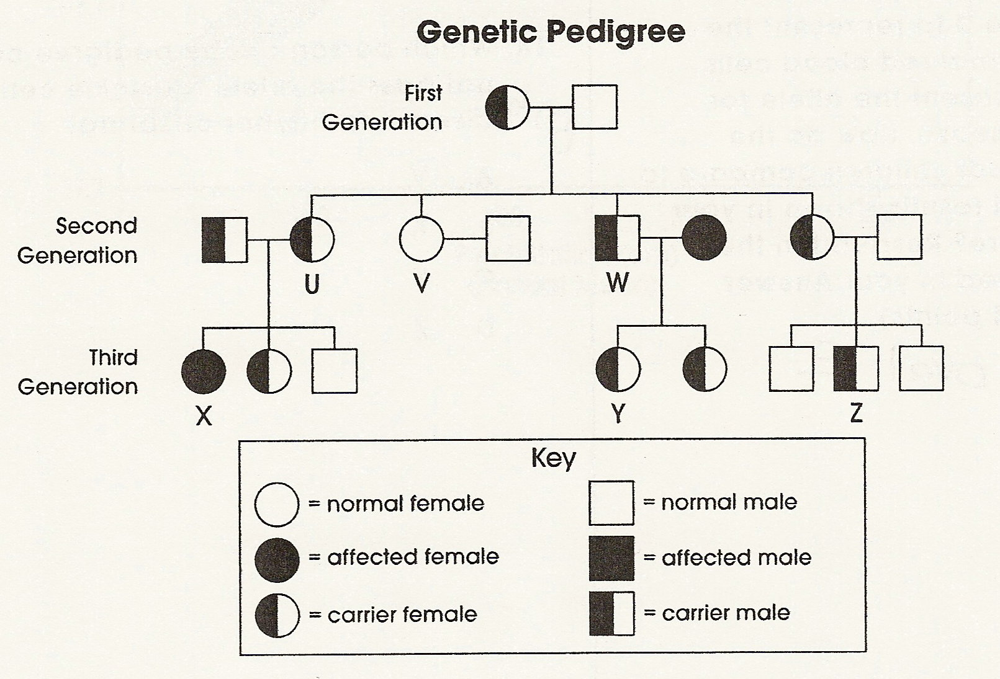 Genetic Pedigree
First
Generation
Second
Generation
U
V
W
Third
Generation
X
Y
Z
Key
= normal female
= normal male
= affected female
= affected male
= carrier female
= carrier male